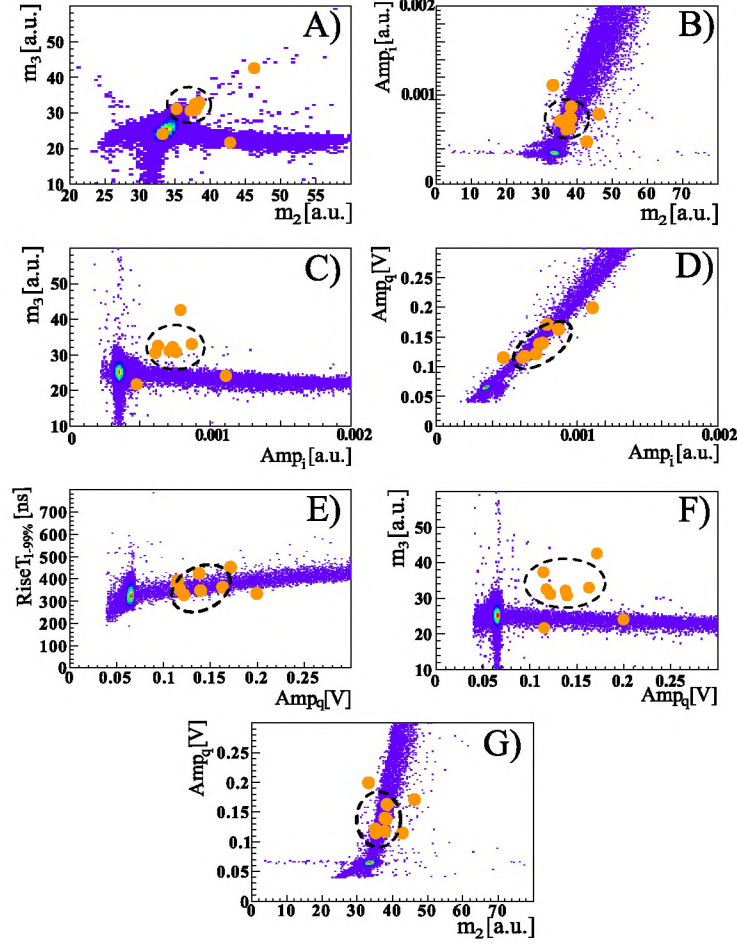 A)
m3[a.u.]
60
50
40
30
20
10
20 25 30 35 40 45 50 55
m2[a.u.]
B)
Ampi[a.u.]
0.002
0.001
0
0 10 20 30 40 50 60 70
m2[a.u.]
C)
m3[a.u.]
50
40
30
20
10
0 0.001 0.002
Ampi[a.u.]
D)
Ampq[V]
0.25
0.20
0.15
0.1
0.05
0
0 0.001 0.002
Ampi[a.u.]
E)
RiseT1-99% [ns]
700
600
500
400
300
200
100
0
0 0.05 0.1 0.15 0.2 0.25
Ampq[V]
F)
m3[a.u.]
60
50
40
30
20
10
0 0.05 0.1 0.15 0.2
Ampq[V]
G)
Ampq[V]
0.25
0.2
0.15
0.1
0.05
0
0 10 20 30 40 50 60 70
m2[a.u.]